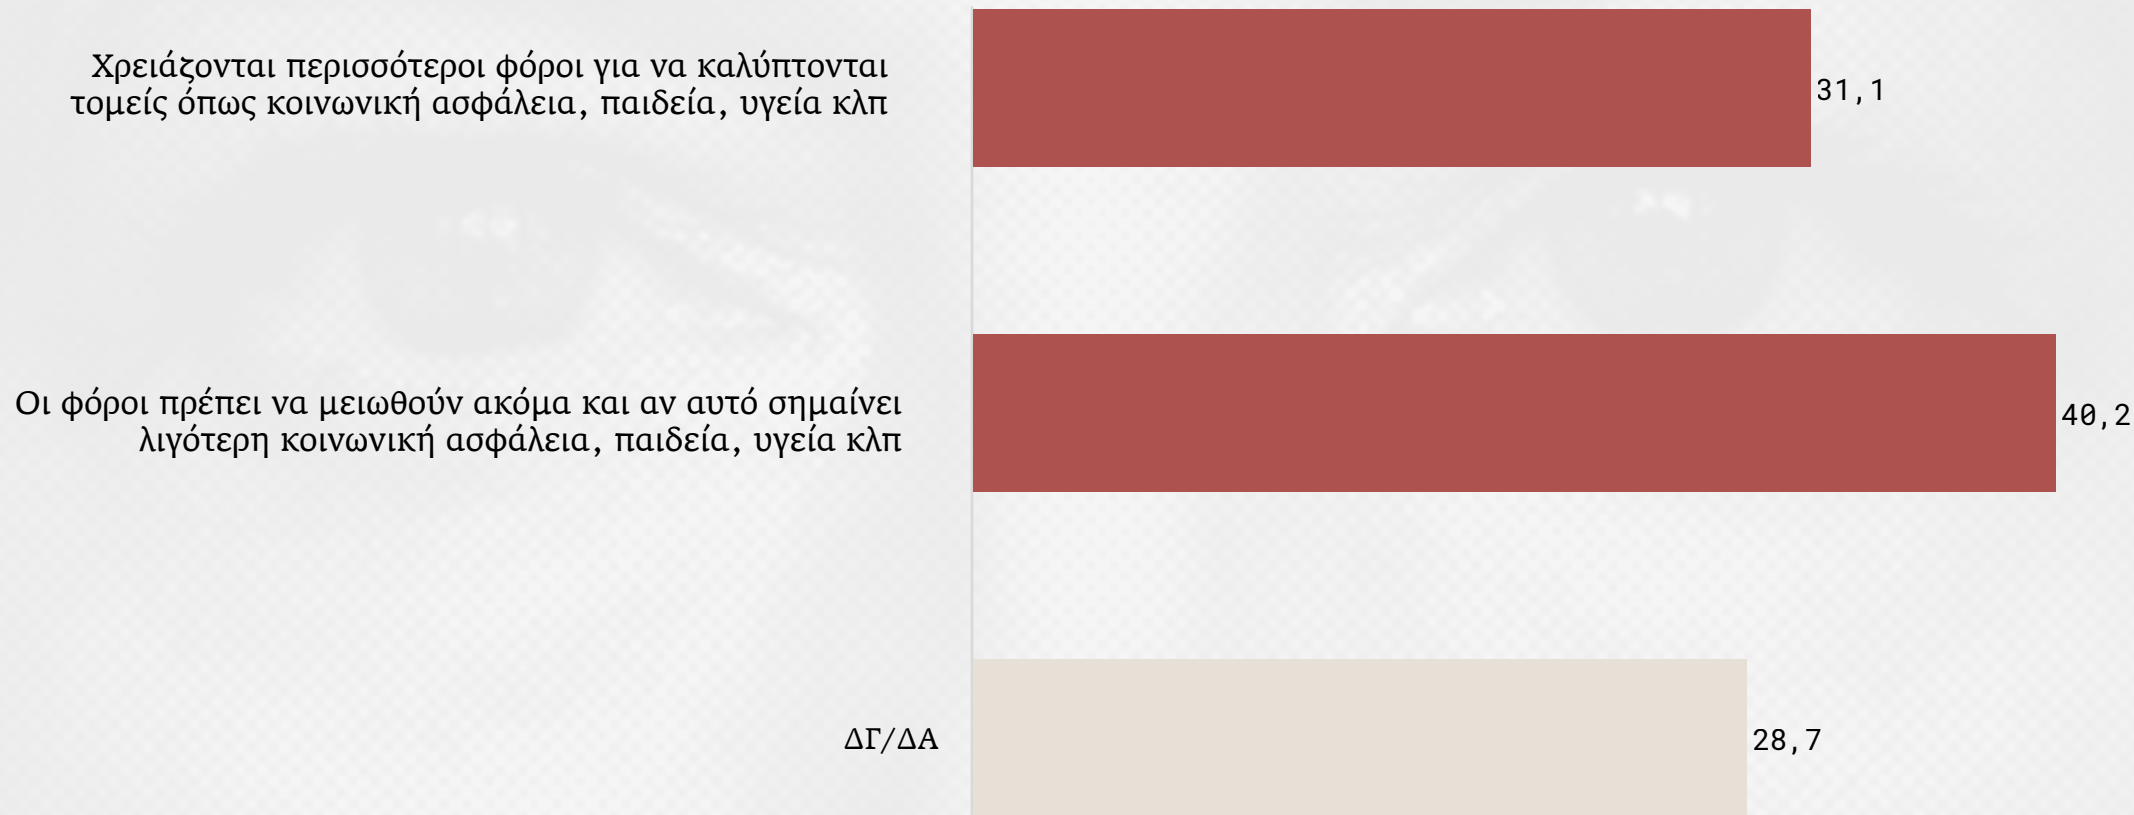 Χρειάζονται περισσότεροι φόροι για να καλύπτονται
τομείς όπως κοινωνική ασφάλεια, παιδεία, υγεία κλπ
31,1
Οι φόροι πρέπει να μειωθούν ακόμα και αν αυτό σημαίνει
λιγότερη κοινωνική ασφάλεια, παιδεία, υγεία κλπ
40,2
ΔΓ/ΔΑ
28,7